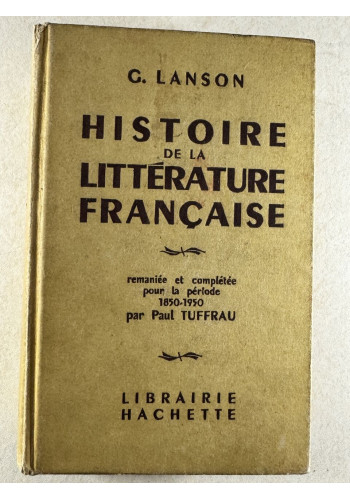 G. LANSON
HISTOIRE
DE LA
LITTÉRATURE
FRANÇAISE
remaniée et complétée
pour la période
1850-1950
par Paul TUFFRAU
LIBRAIRIE
HACHETTE